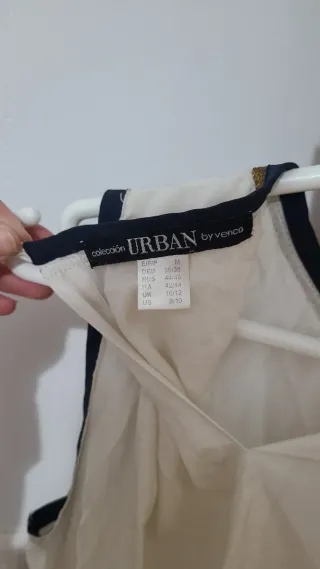 colección URBAN by venca
E/F/P M
DEU 36/38
RUS 44/46
ITA 42/44
UK 10/12
US 8/10